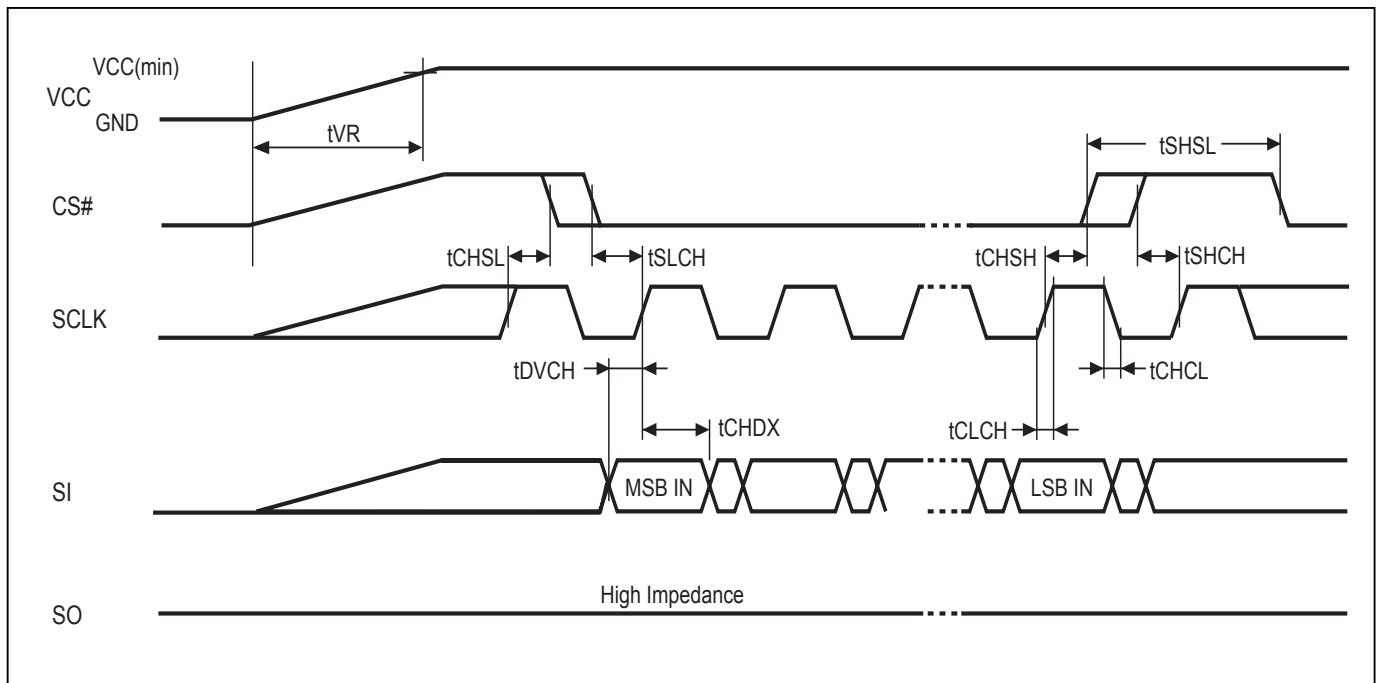 VCC(min)
VCC
GND
tVR
tSHSL
CS#
tCHSL
tSLCH
tCHSH
tSHCH
SCLK
tDVCH
tCHCL
tCHDX
tCLCH
SI
MSB IN
LSB IN
High Impedance
SO